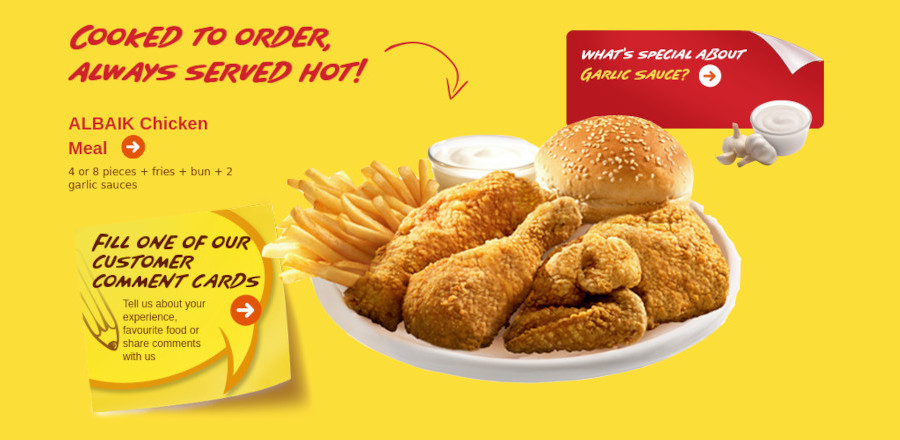 COOKED TO ORDER,
ALWAYS SERVED HOT!
WHAT'S SPECIAL ABOUT
GARLIC SAUCE?
ALBAIK Chicken
Meal
4 or 8 pieces + fries + bun + 2
garlic sauces
FILL ONE OF OUR
CUSTOMER
COMMENT CARDS
Tell us about your
experience,
favourite food or
share comments
with us